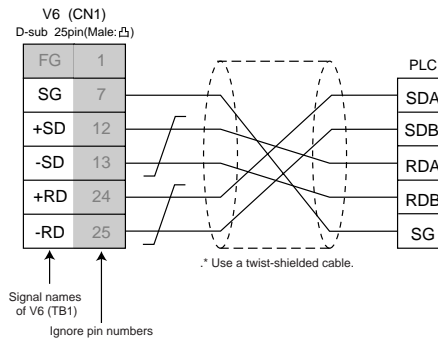 V6 (CN1)
D-sub 25pin(Male: 凸)
FG 1
SG 7
+SD 12
-SD 13
+RD 24
-RD 25
PLC
SDA
SDB
RDA
RDB
SG
.* Use a twist-shielded cable.
Signal names
of V6 (TB1)
Ignore pin numbers